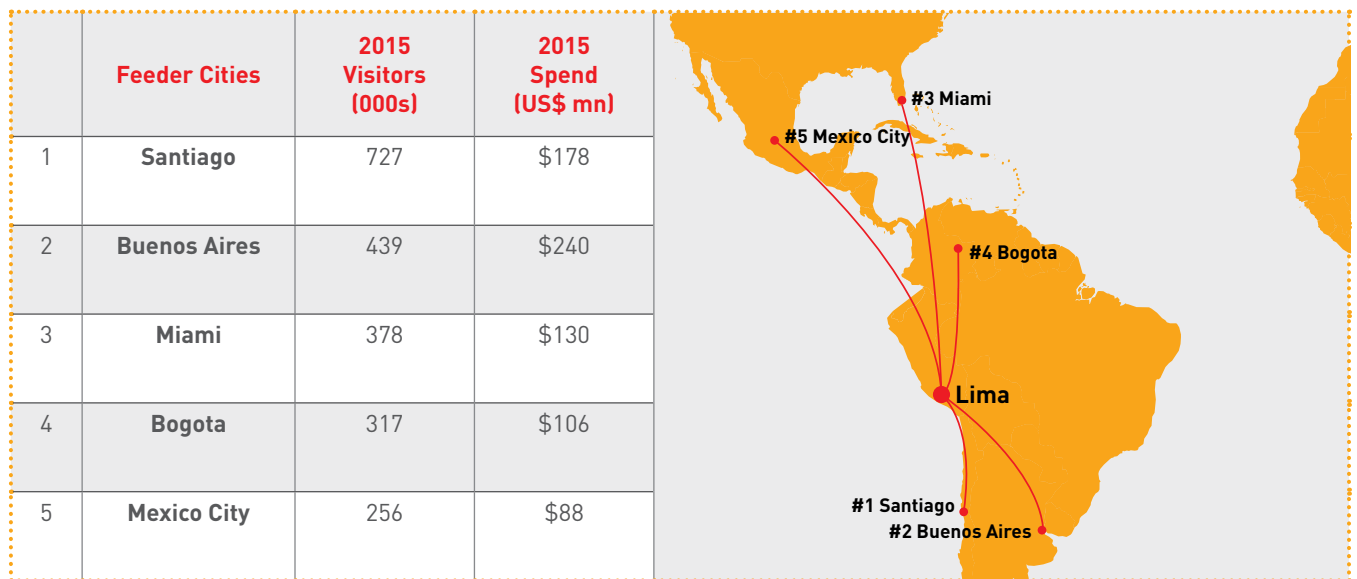 Feeder Cities
2015
Visitors
(000s)
2015
Spend
(US$ mn)
1 Santiago 727 $178
2 Buenos Aires 439 $240
3 Miami 378 $130
4 Bogota 317 $106
5 Mexico City 256 $88
#3 Miami
#5 Mexico City
#4 Bogota
Lima
#1 Santiago
#2 Buenos Aires